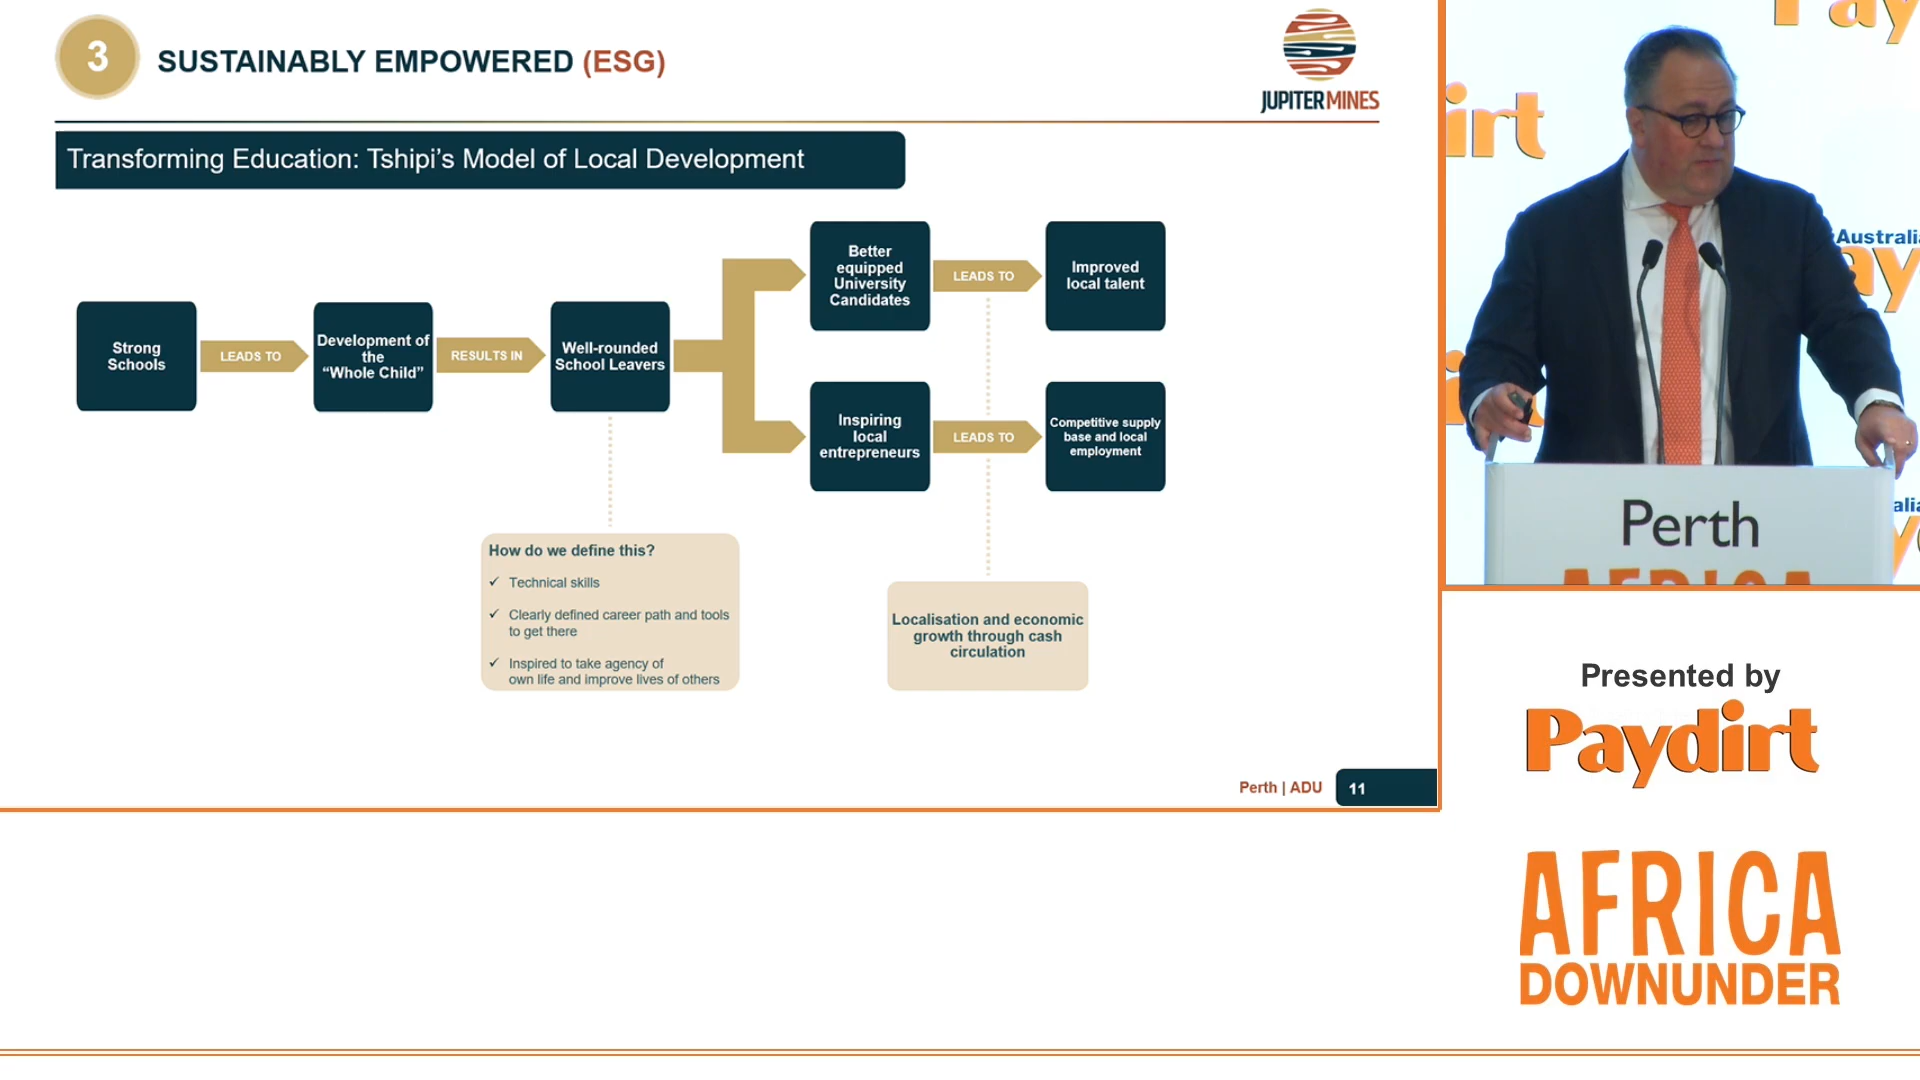 3
SUSTAINABLY EMPOWERED (ESG)
JUPITER MINES
Transforming Education: Tshipi’s Model of Local Development
Strong
Schools
LEADS TO
Development of
the
“Whole Child”
RESULTS IN
Well-rounded
School Leavers
Better
equipped
University
Candidates
LEADS TO
Improved
local talent
Inspiring
local
entrepreneurs
LEADS TO
Competitive supply
base and local
employment
How do we define this?
✓ Technical skills
✓ Clearly defined career path and tools
to get there
✓ Inspired to take agency of
own life and improve lives of others
Localisation and economic
growth through cash
circulation
Perth | ADU
11
Perth
AFRICA
Presented by
Paydirt
AFRICA
DOWNUNDER